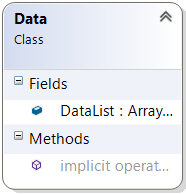 Data
Class
Fields
DataList : Array...
Methods
implicit operat...